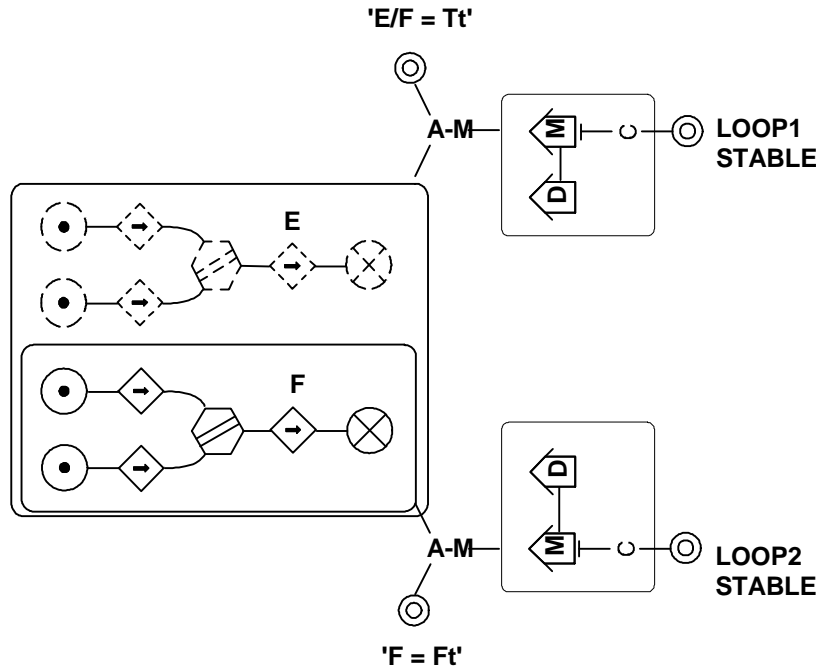 'E/F = Tt'
A-M
M
C
D
LOOP1
STABLE
E
F
D
A-M
M
C
LOOP2
STABLE
'F = Ft'